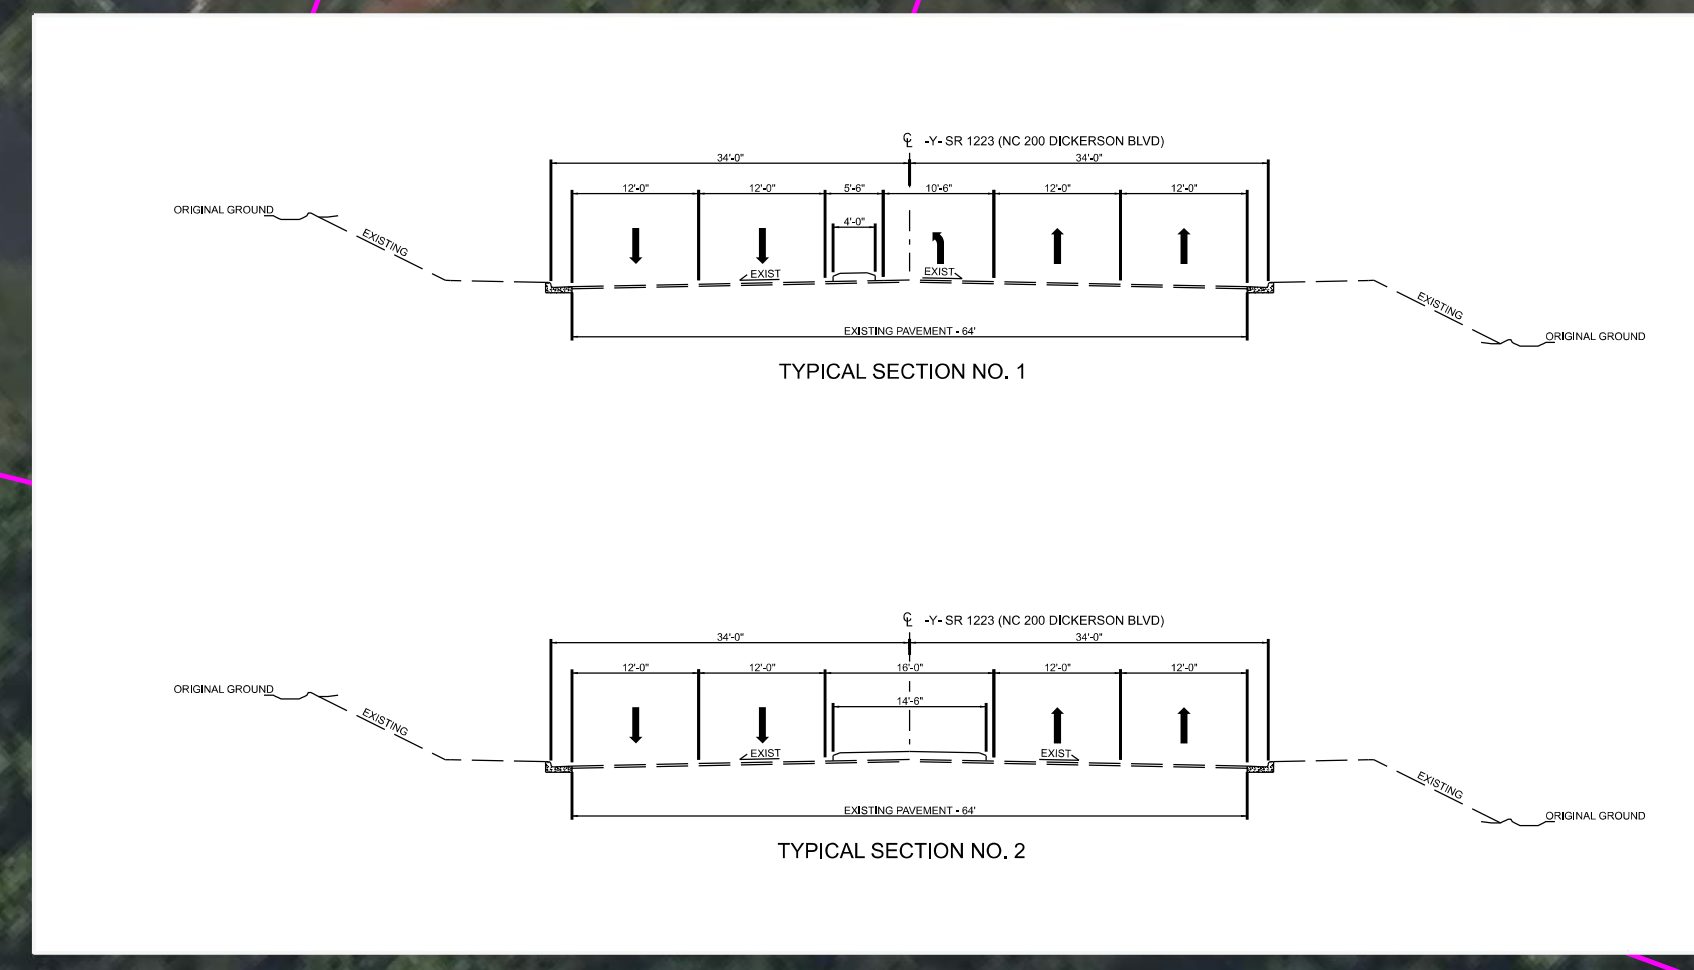 ℄ -Y- SR 1223 (NC 200 DICKERSON BLVD)
34'-0" 34'-0"
12'-0" 12'-0" 5'-6" 10'-6" 12'-0" 12'-0"
4'-0"
ORIGINAL GROUND
EXISTING
EXIST EXIST
EXISTING
EXISTING PAVEMENT - 64'
ORIGINAL GROUND
TYPICAL SECTION NO. 1
℄ -Y- SR 1223 (NC 200 DICKERSON BLVD)
34'-0" 34'-0"
12'-0" 12'-0" 16'-0" 12'-0" 12'-0"
14'-6"
ORIGINAL GROUND
EXISTING
EXIST EXIST
EXISTING
EXISTING PAVEMENT - 64'
ORIGINAL GROUND
TYPICAL SECTION NO. 2